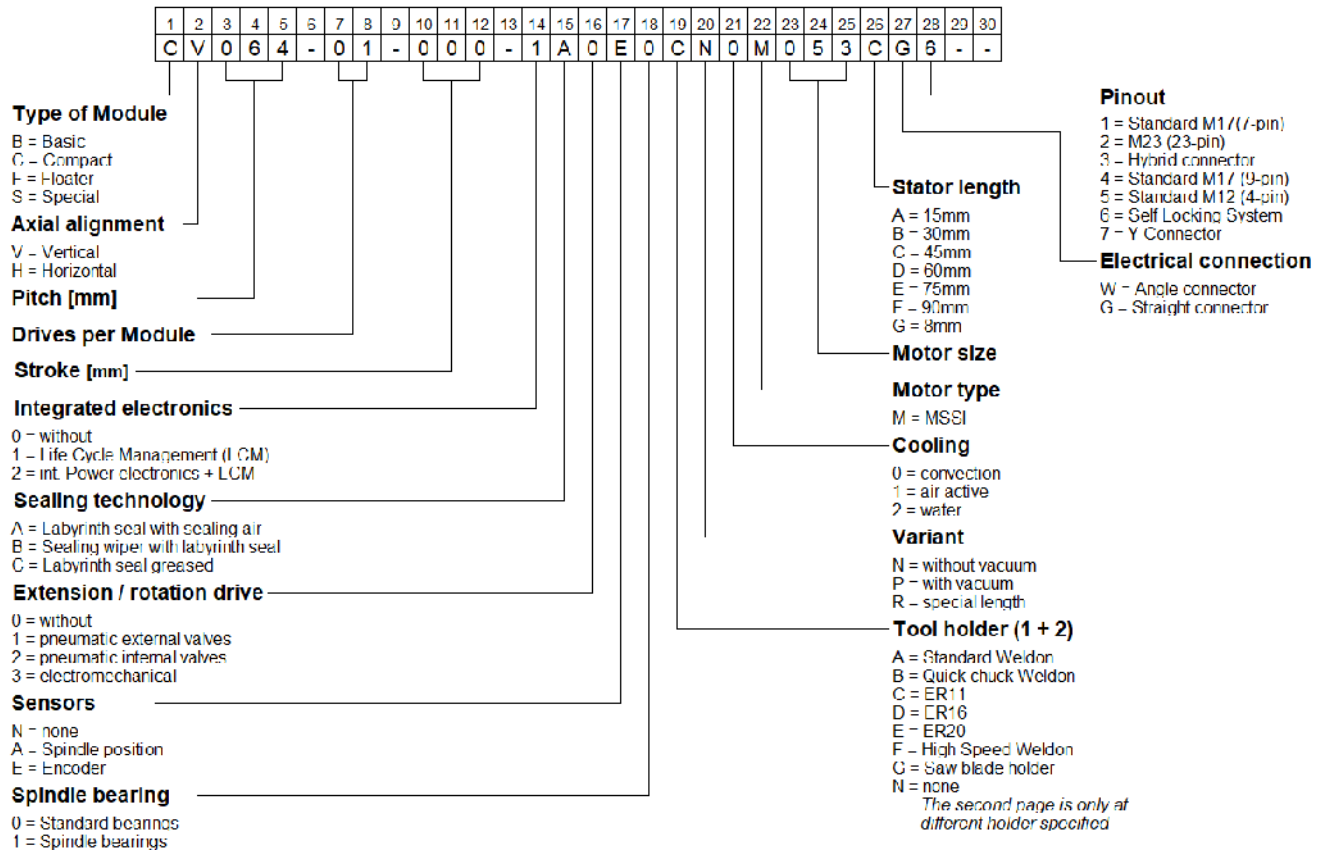 1 2 3 4 5 6 7 8 9 10 11 12 13 14 15 16 17 18 19 20 21 22 23 24 25 26 27 28 29 30
C V 0 6 4 - 0 1 - 0 0 0 - 1 A 0 E 0 C N 0 M 0 5 3 C G 6 - -
Type of Module
B = Basic
C = Compact
F = Floater
S = Special
Axial alignment
V = Vertical
H = Horizontal
Pitch [mm]
Drives per Module
Stroke [mm]
Integrated electronics
0 = without
1 = Life Cycle Management (LCM)
2 = int. Power electronics + LCM
Sealing technology
A = Labyrinth seal with sealing air
B = Sealing wiper with labyrinth seal
C = Labyrinth seal greased
Extension / rotation drive
0 = without
1 = pneumatic external valves
2 = pneumatic internal valves
3 = electromechanical
Sensors
N = none
A = Spindle position
E = Encoder
Spindle bearing
0 = Standard bearings
1 = Spindle bearings
Stator length
A = 15mm
B = 30mm
C = 45mm
D = 60mm
E = 75mm
F = 90mm
G = 8mm
Motor size
Motor type
M = MSSI
Cooling
0 = convection
1 = air active
2 = water
Variant
N = without vacuum
P = with vacuum
R = special length
Tool holder (1 + 2)
A = Standard Weldon
B = Quick chuck Weldon
C = ER11
D = ER16
E = ER20
F = High Speed Weldon
G = Saw blade holder
N = none
The second page is only at
different holder specified
Pinout
1 = Standard M17(7-pin)
2 = M23 (23-pin)
3 = Hybrid connector
4 = Standard M17 (9-pin)
5 = Standard M12 (4-pin)
6 = Self Locking System
7 = Y Connector
Electrical connection
W = Angle connector
G = Straight connector